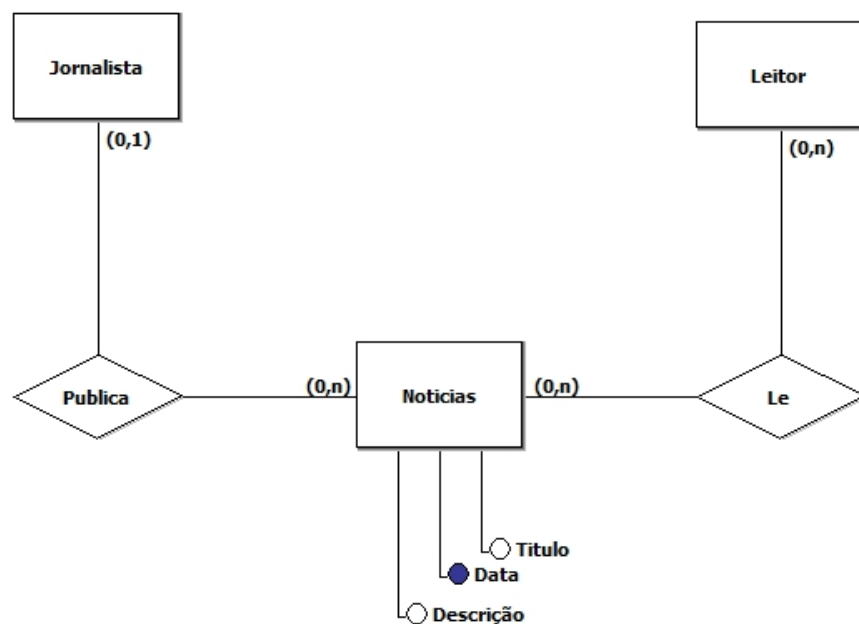 Jornalista
Leitor
(0,1)
(0,n)
Publica
(0,n)
Noticias
(0,n)
Le
Titulo
Data
Descrição